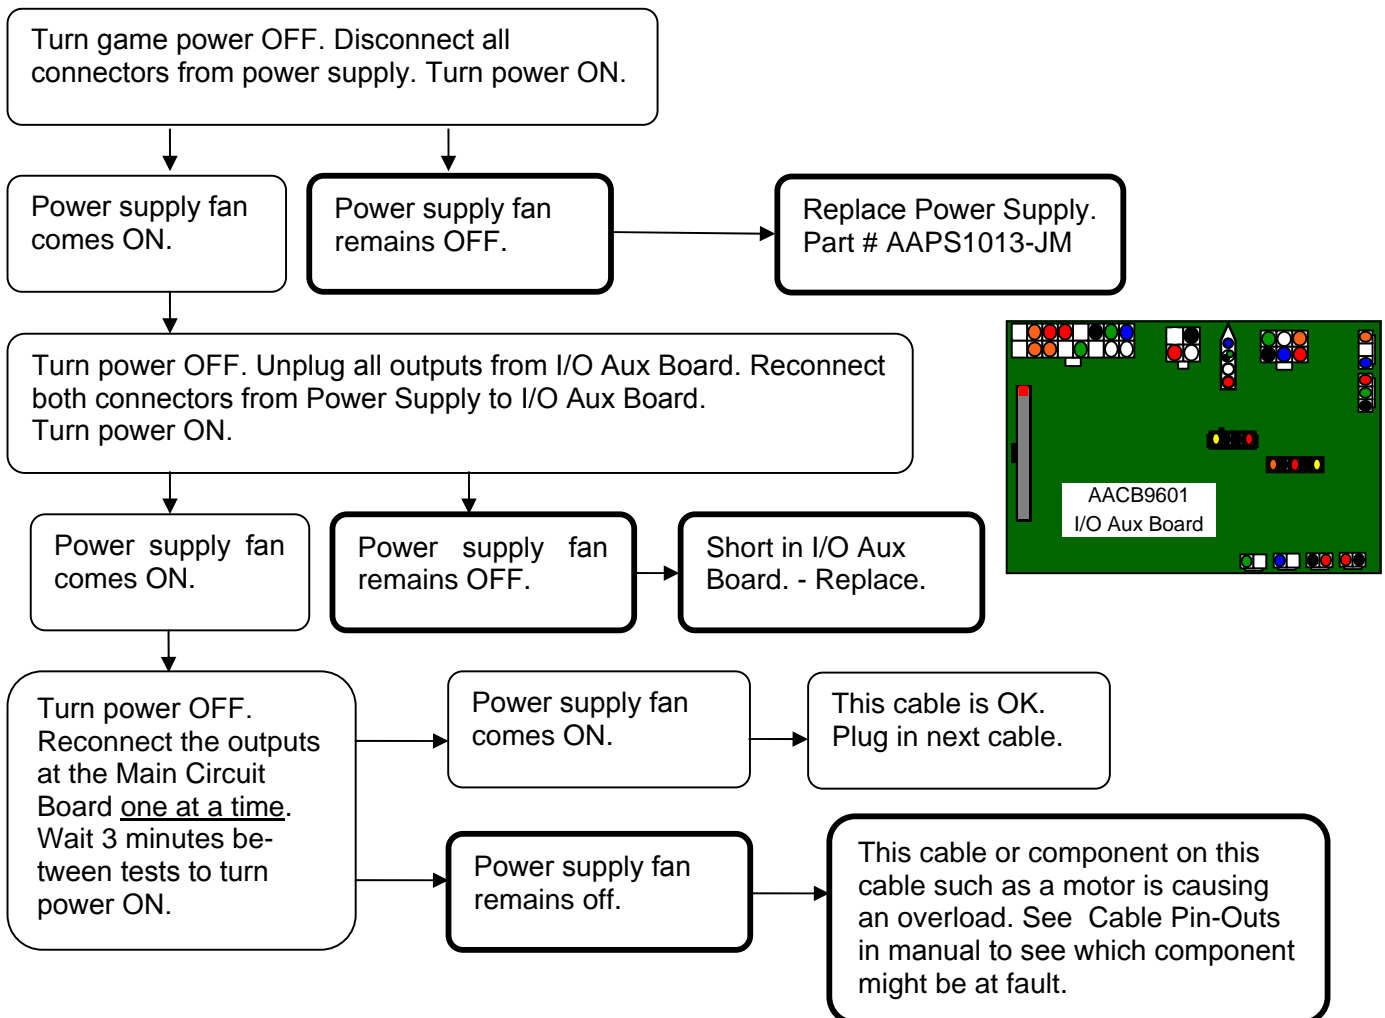 Turn game power OFF. Disconnect all
connectors from power supply. Turn power ON.
Power supply fan
comes ON.
Power supply fan
remains OFF.
Replace Power Supply.
Part # AAPS1013-JM
Turn power OFF. Unplug all outputs from I/O Aux Board. Reconnect
both connectors from Power Supply to I/O Aux Board.
Turn power ON.
AACB9601
I/O Aux Board
Power supply fan
comes ON.
Power supply fan
remains OFF.
Short in I/O Aux
Board. - Replace.
Turn power OFF.
Reconnect the outputs
at the Main Circuit
Board one at a time.
Wait 3 minutes be-
tween tests to turn
power ON.
Power supply fan
comes ON.
This cable is OK.
Plug in next cable.
Power supply fan
remains off.
This cable or component on this
cable such as a motor is causing
an overload. See Cable Pin-Outs
in manual to see which component
might be at fault.